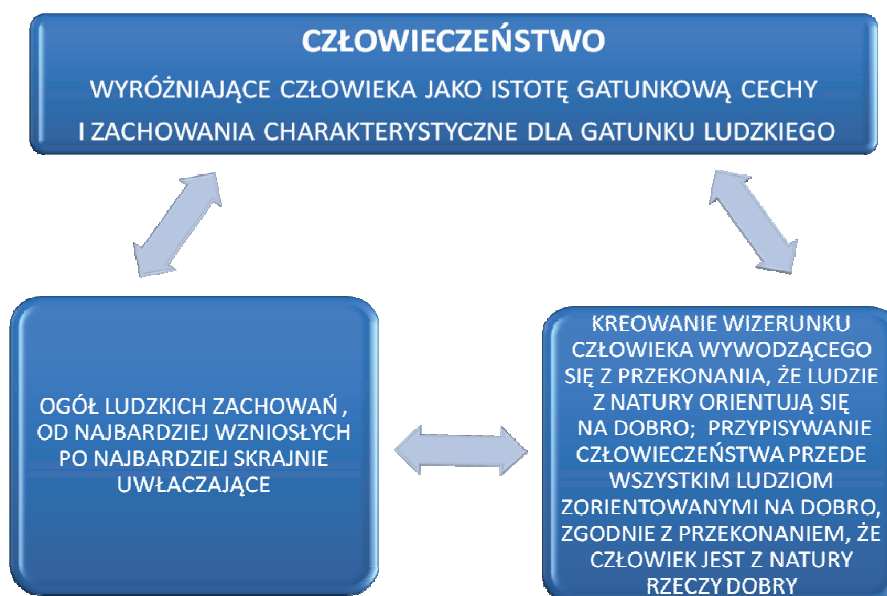 CZŁOWIECZEŃSTWO
WYRÓŻNIAJĄCE CZŁOWIEKA JAKO ISTOTĘ GATUNKOWĄ CECHY
I ZACHOWANIA CHARAKTERYSTYCZNE DLA GATUNKU LUDZKIEGO
OGÓŁ LUDZKICH ZACHOWAŃ ,
OD NAJBARDZIEJ WZNIOSŁYCH
PO NAJBARDZIEJ SKRAJNIE
UWŁACZAJĄCE
KREOWANIE WIZERUNKU
CZŁOWIEKA WYWODZĄCEGO
SIĘ Z PRZEKONANIA, ŻE LUDZIE
Z NATURY ORIENTUJĄ SIĘ
NA DOBRO; PRZYPISYWANIE
CZŁOWIECZEŃSTWA PRZEDE
WSZYSTKIM LUDZIOM
ZORIENTOWANYMI NA DOBRO,
ZGODNIE Z PRZEKONANIEM, ŻE
CZŁOWIEK JEST Z NATURY
RZECZY DOBRY